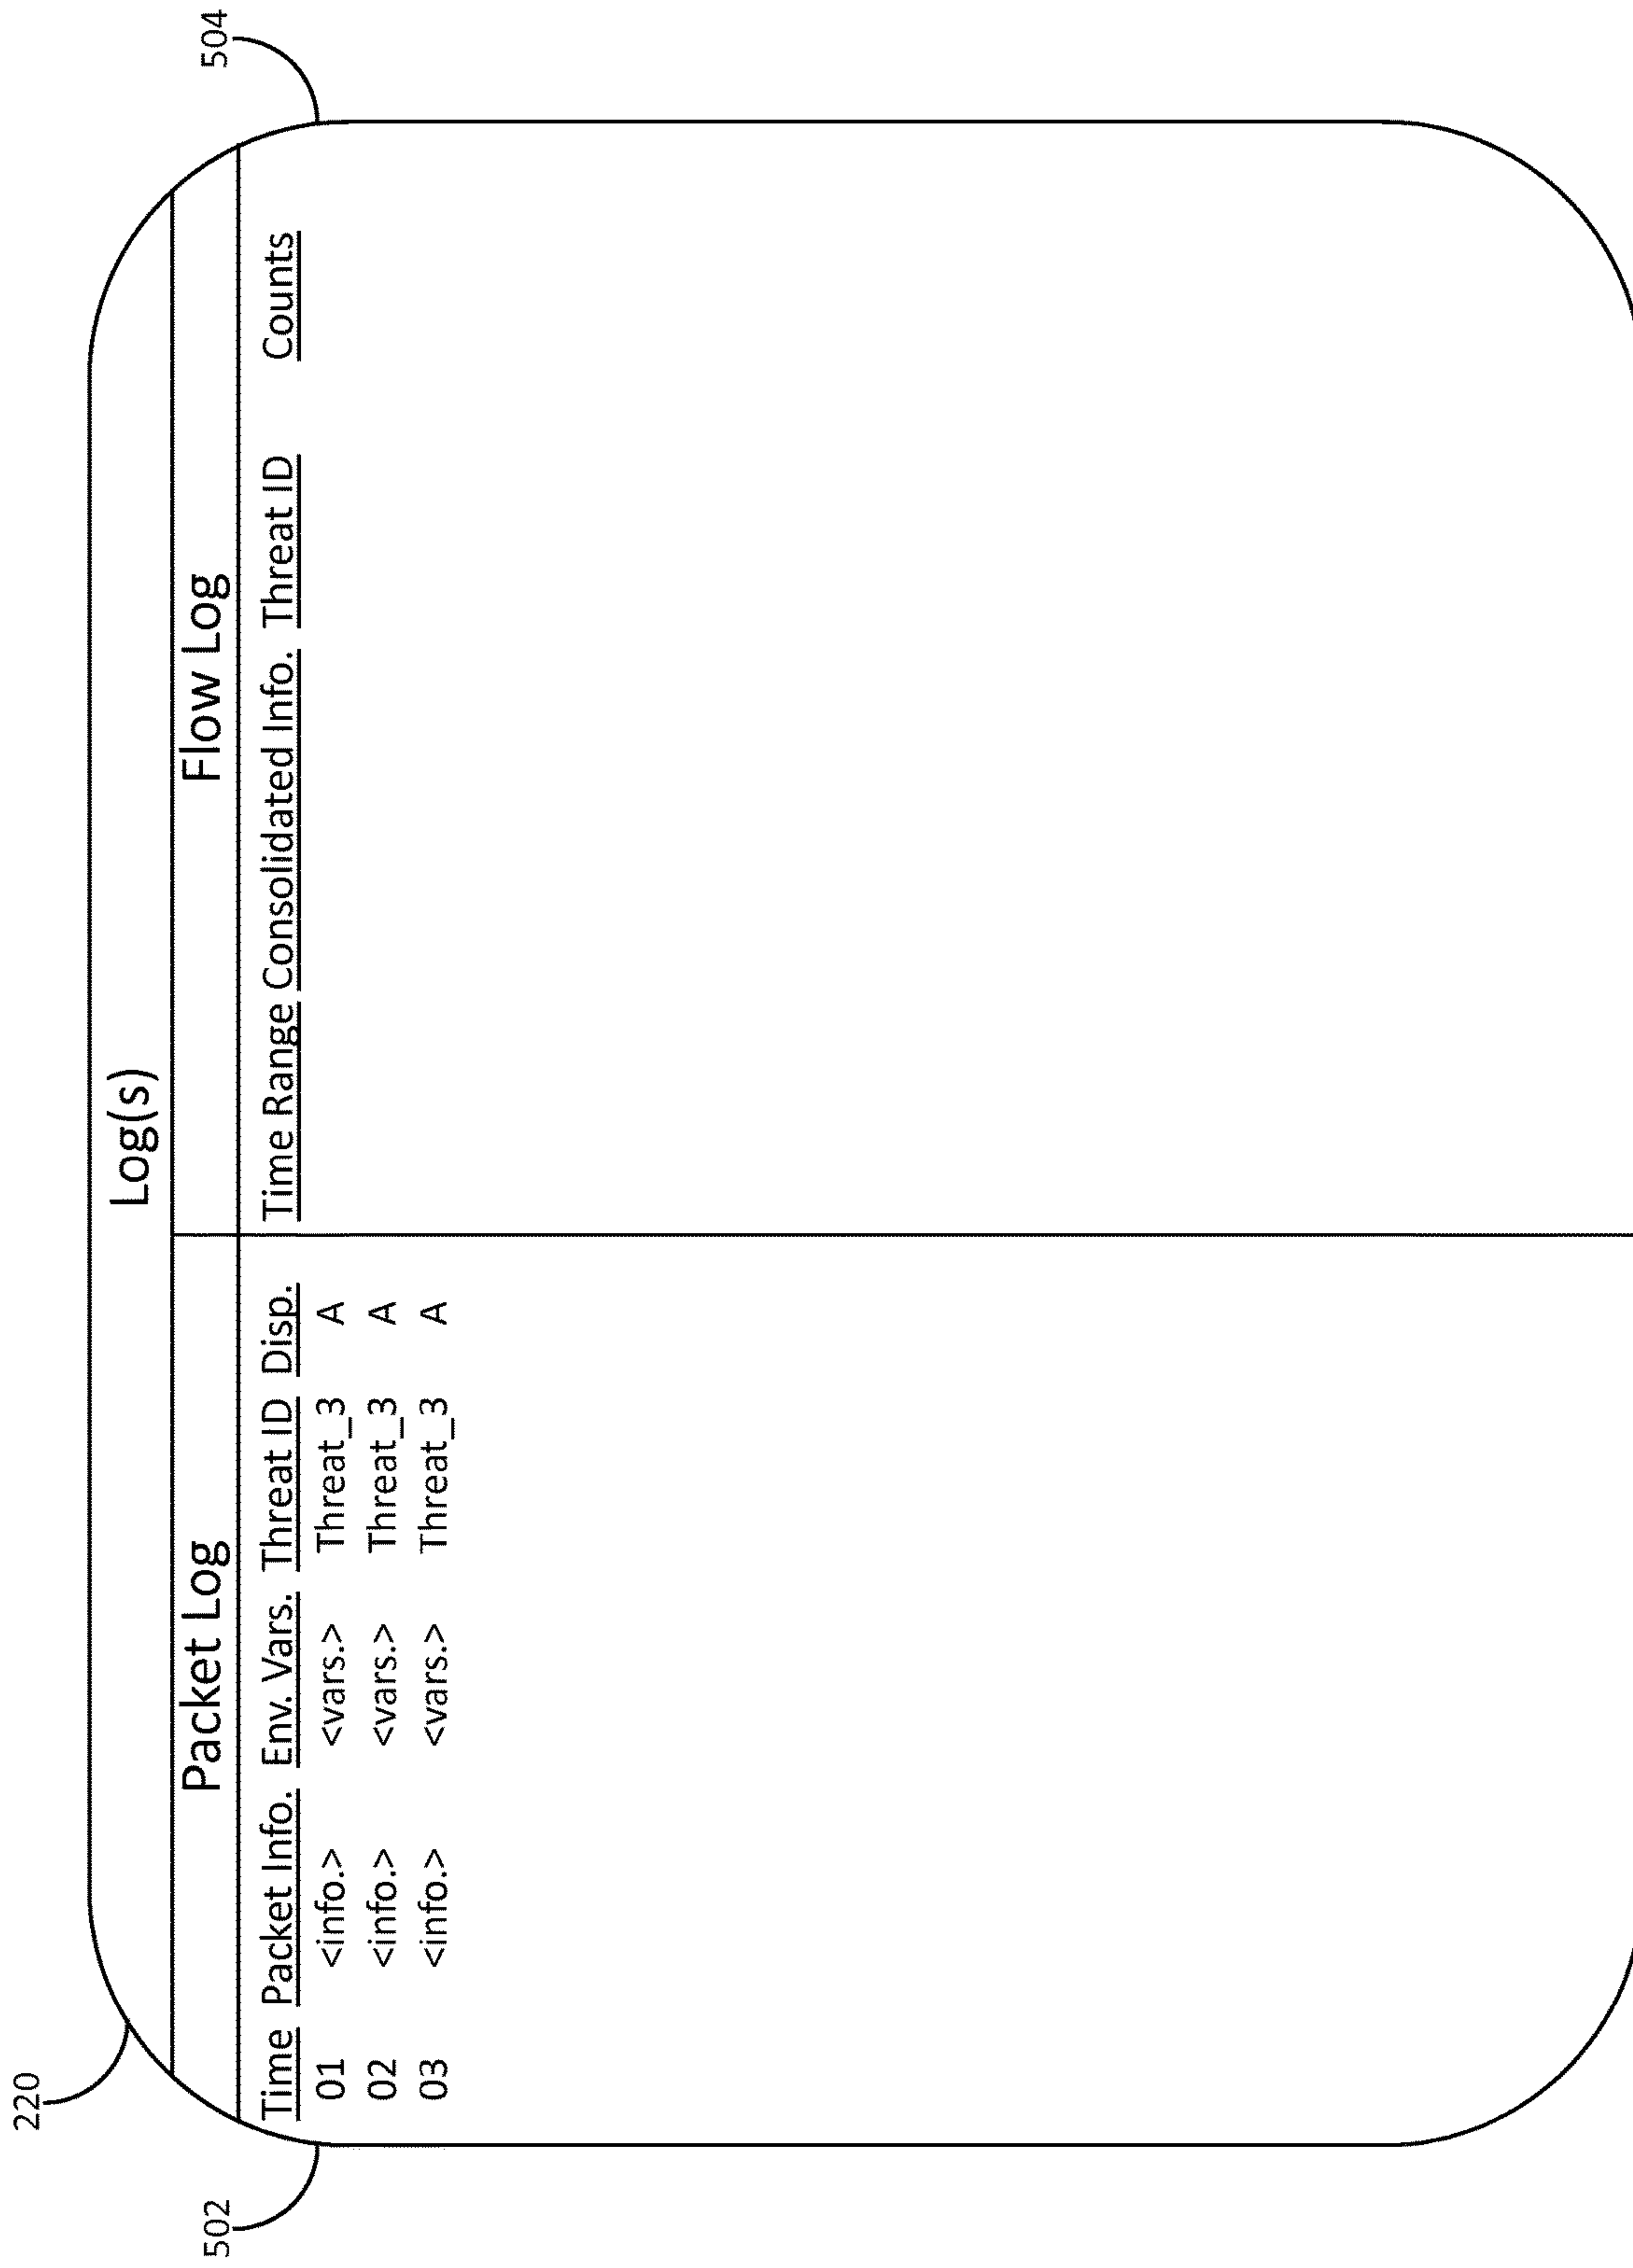 220
Log(s)
502
504
Packet Log
Flow Log
Time Packet Info. Env. Vars. Threat ID Disp.
Time Range Consolidated Info. Threat ID Counts
01 <info.> <vars.> Threat_3 A
02 <info.> <vars.> Threat_3 A
03 <info.> <vars.> Threat_3 A